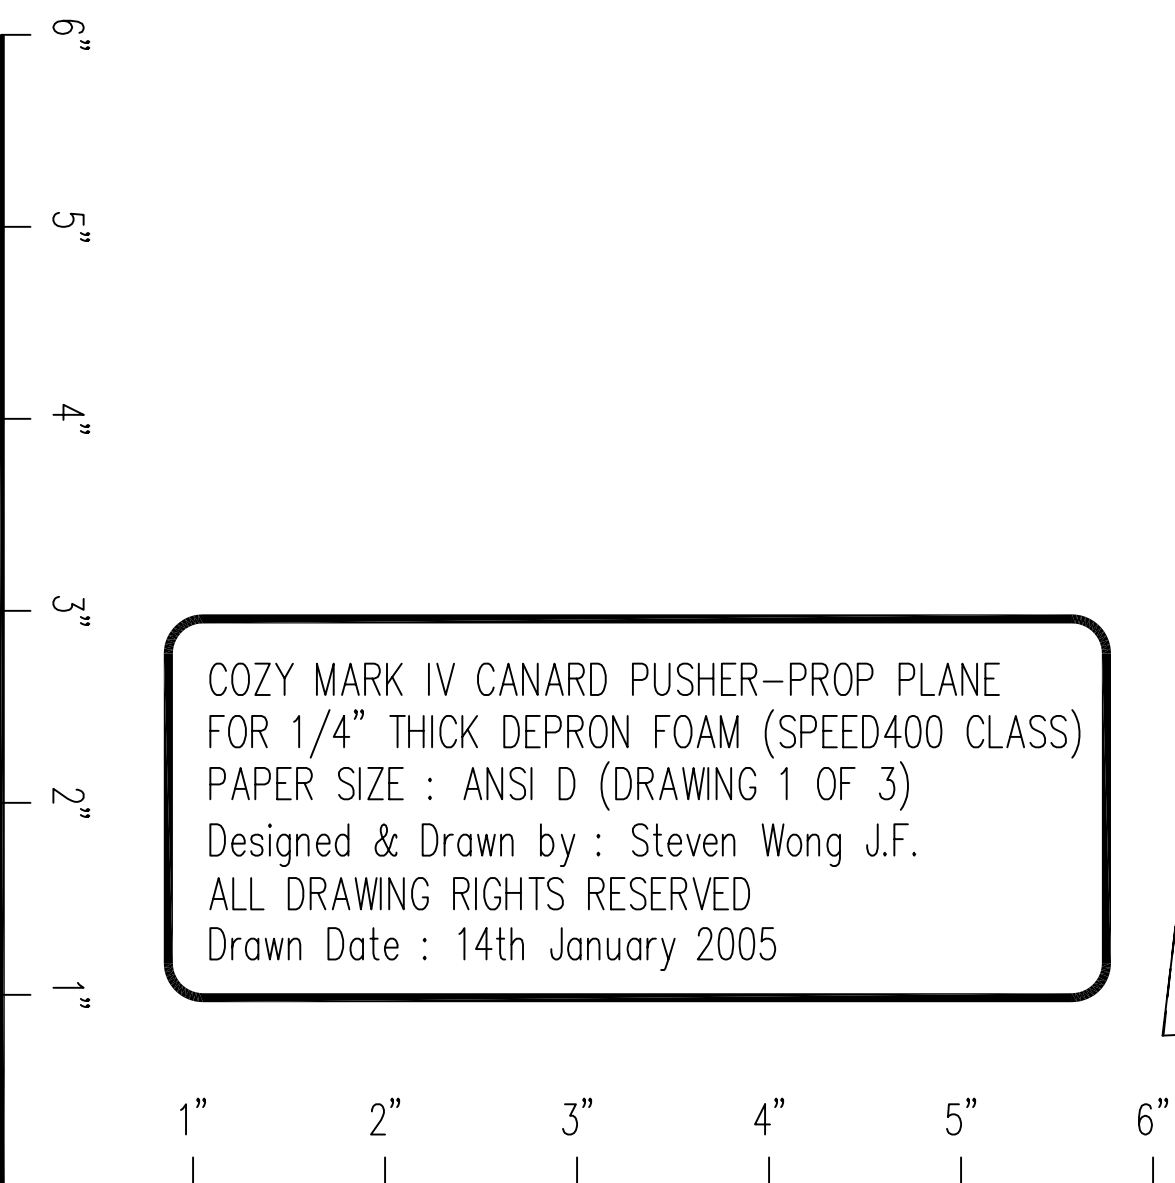 6”
5”
4”
3”
2”
1”
COZY MARK IV CANARD PUSHER-PROP PLANE
FOR 1/4” THICK DEPRON FOAM (SPEED400 CLASS)
PAPER SIZE : ANSI D (DRAWING 1 OF 3)
Designed & Drawn by : Steven Wong J.F.
ALL DRAWING RIGHTS RESERVED
Drawn Date : 14th January 2005
1” 2” 3” 4” 5” 6”